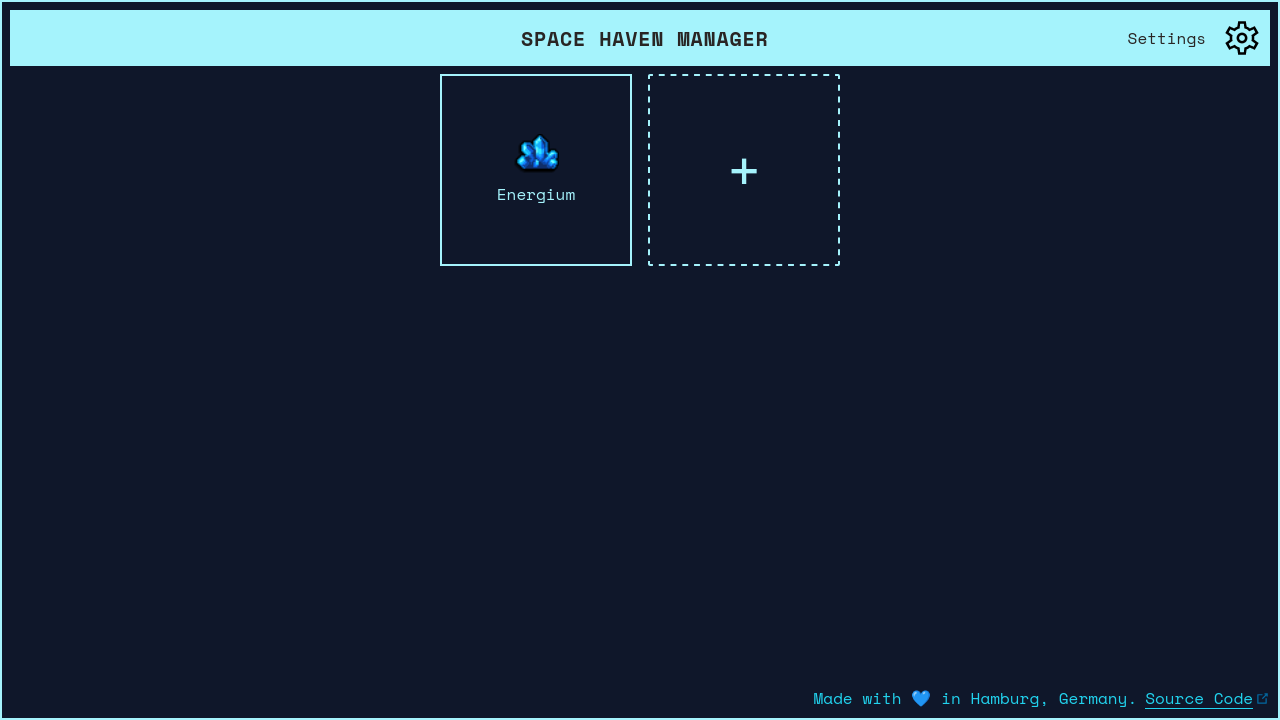 SPACE HAVEN MANAGER
Settings
Energium
+
Made with 💙 in Hamburg, Germany. Source Code